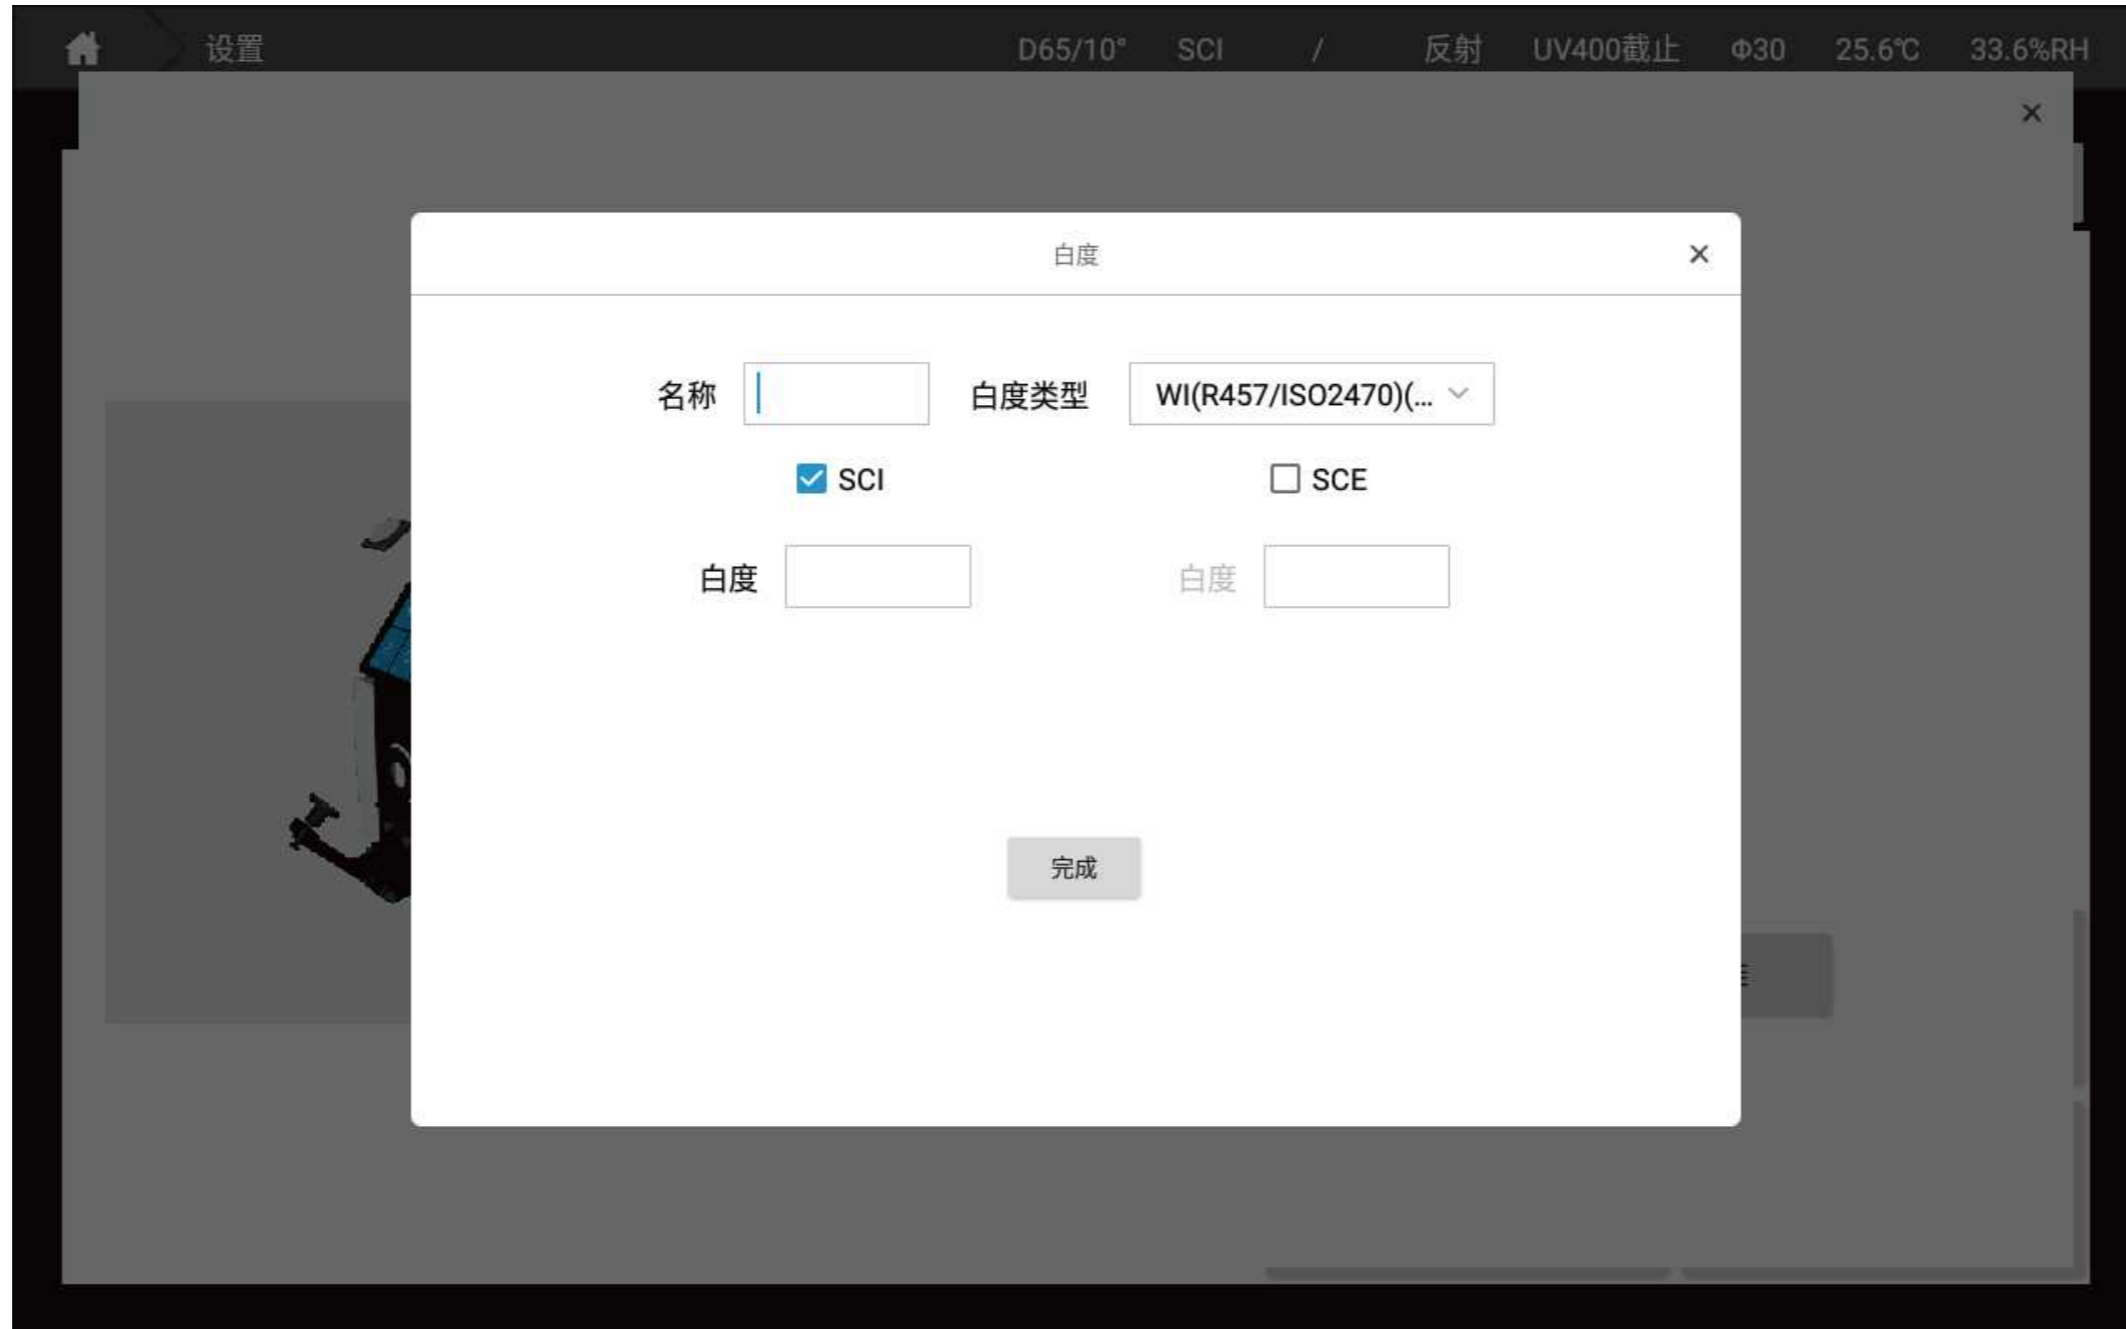 设置 D65/10° SCI / 反射 UV400截止 Φ30 25.6℃ 33.6%RH
白度
名称 白度类型 WI(R457/ISO2470)(...
SCI SCE
白度 白度
完成